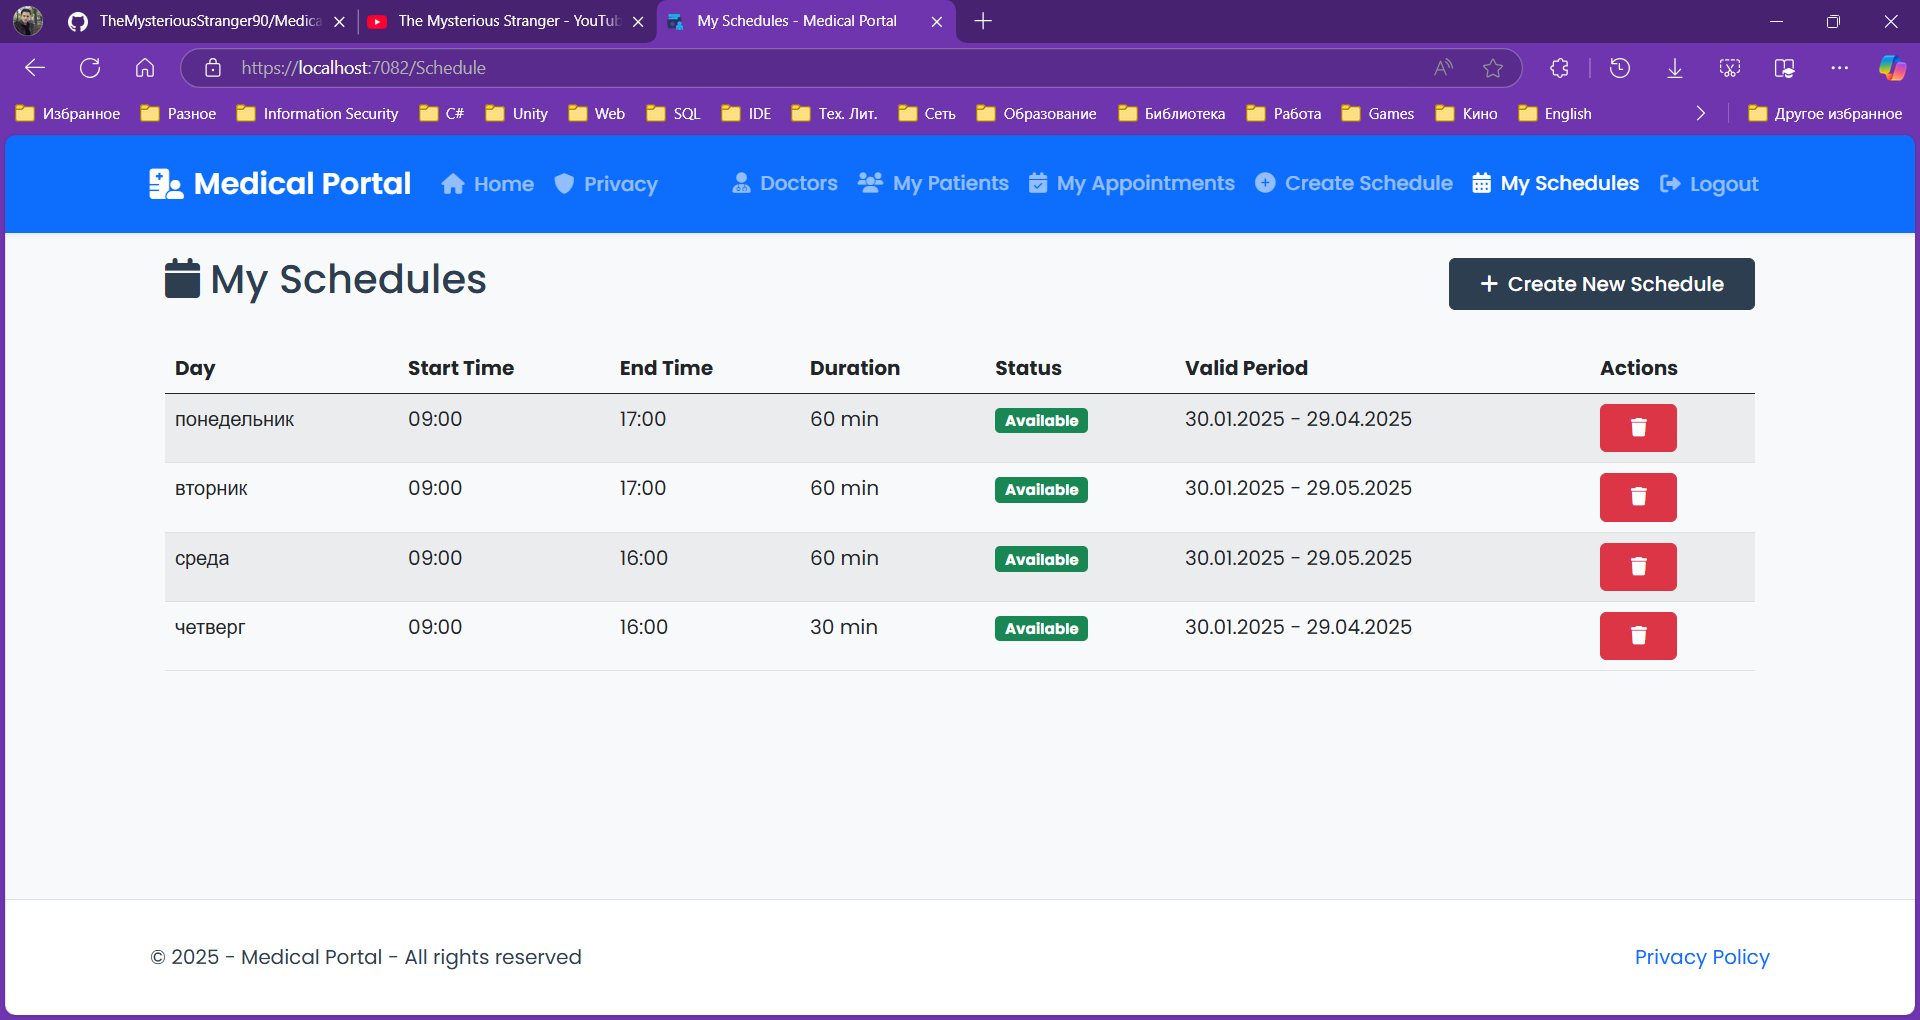 TheMysteriousStranger90/Medica
The Mysterious Stranger - YouTub
My Schedules - Medical Portal
https://localhost:7082/Schedule
Избранное Разное Information Security C# Unity Web SQL IDE Тех. Лит. Сеть Образование Библиотека Работа Games Кино English Другое избранное
Medical Portal Home Privacy Doctors My Patients My Appointments Create Schedule My Schedules Logout
My Schedules
+ Create New Schedule
Day Start Time End Time Duration Status Valid Period Actions
понедельник 09:00 17:00 60 min Available 30.01.2025 - 29.04.2025
вторник 09:00 17:00 60 min Available 30.01.2025 - 29.05.2025
среда 09:00 16:00 60 min Available 30.01.2025 - 29.05.2025
четверг 09:00 16:00 30 min Available 30.01.2025 - 29.04.2025
© 2025 - Medical Portal - All rights reserved
Privacy Policy